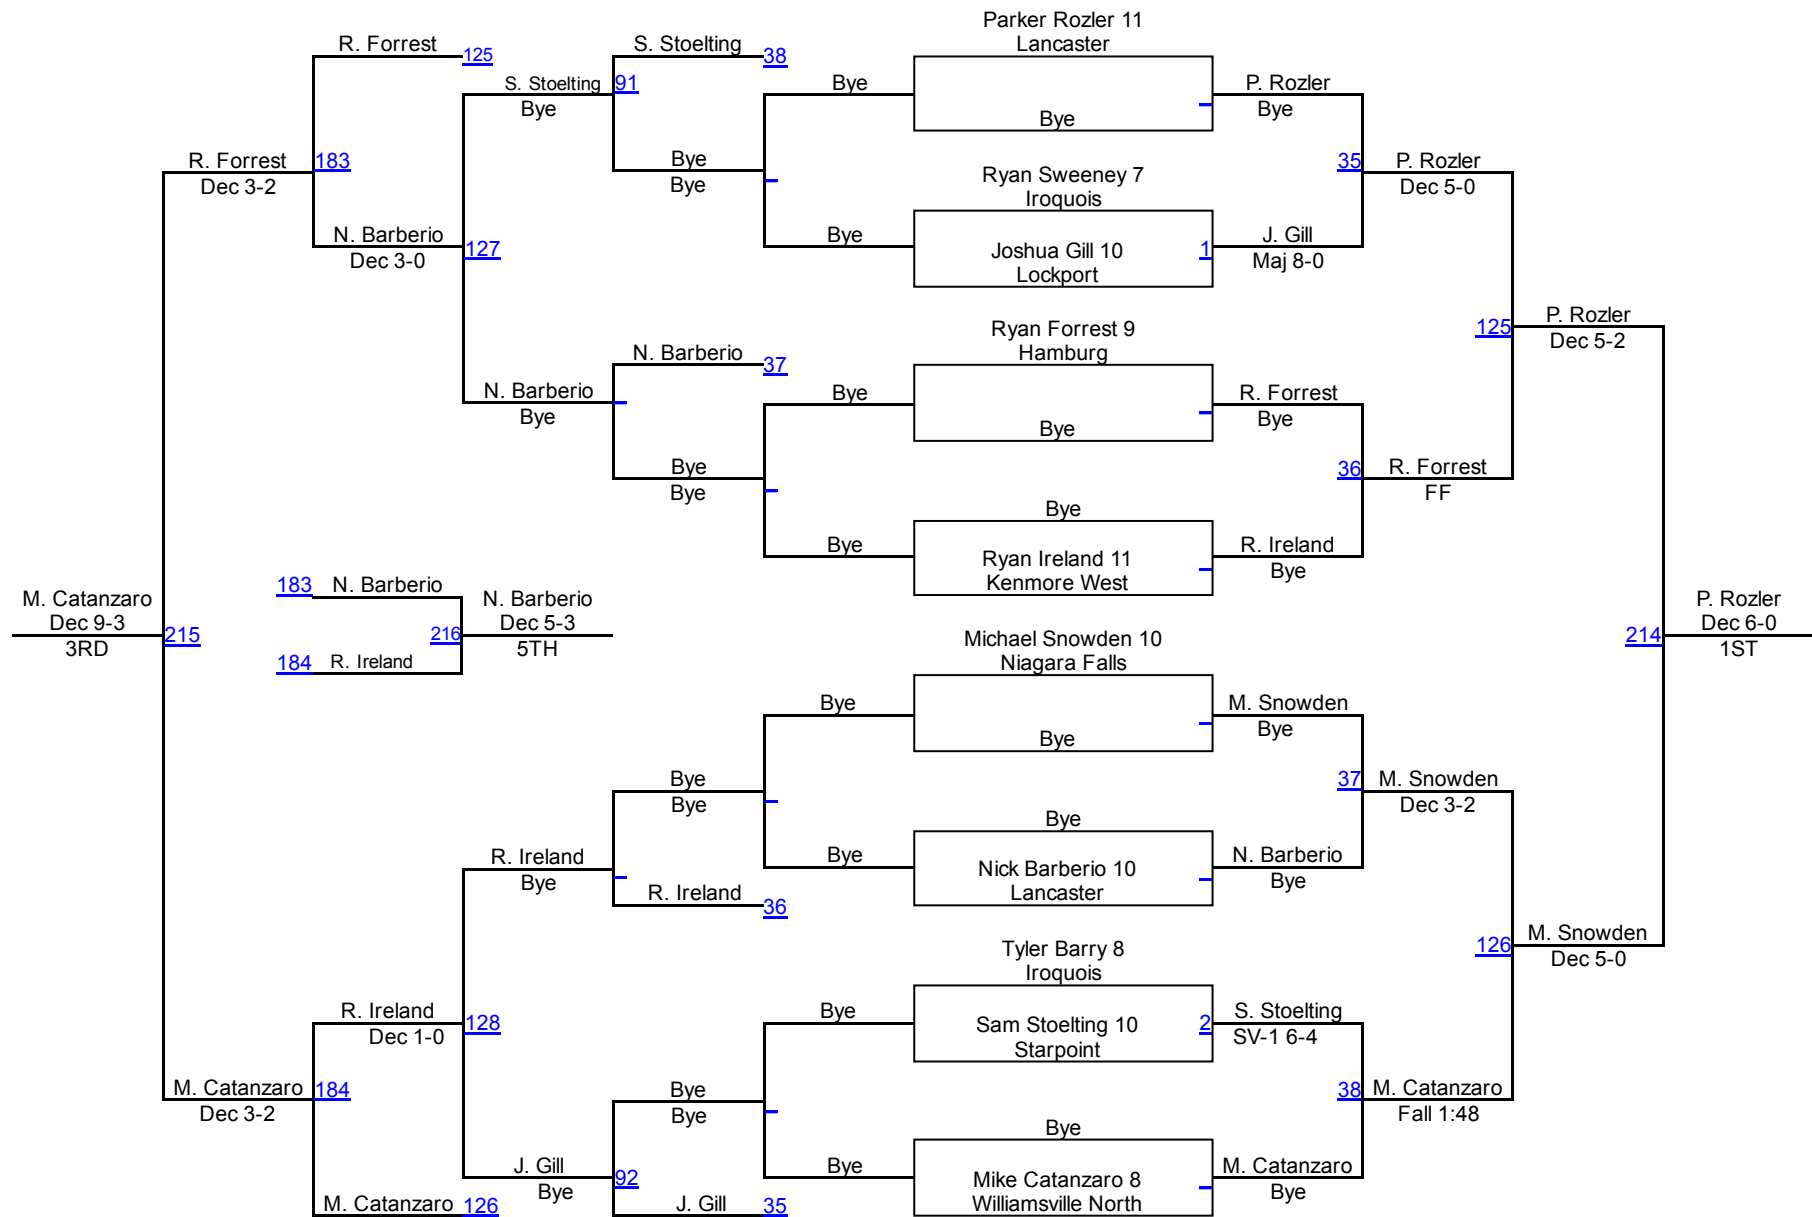 Parker Rozler 11
Lancaster
R. Forrest
125
S. Stoelting
38
S. Stoelting
91
Bye
Bye
P. Rozler
Bye
Bye
R. Forrest
183
Dec 3-2
Bye
Bye
Ryan Sweeney 7
Iroquois
35
P. Rozler
Dec 5-0
N. Barberio
Dec 3-0
127
Bye
Joshua Gill 10
Lockport
1
J. Gill
Maj 8-0
Ryan Forrest 9
Hamburg
125
P. Rozler
Dec 5-2
N. Barberio
37
N. Barberio
Bye
Bye
Bye
R. Forrest
Bye
Bye
Bye
36
R. Forrest
FF
Bye
Bye
Ryan Ireland 11
Kenmore West
R. Ireland
Bye
183
N. Barberio
M. Catanzaro
Dec 9-3
3RD
215
216
N. Barberio
Dec 5-3
5TH
184
R. Ireland
214
P. Rozler
Dec 6-0
1ST
Michael Snowden 10
Niagara Falls
Bye
Bye
M. Snowden
Bye
Bye
Bye
37
M. Snowden
Dec 3-2
R. Ireland
Bye
Bye
Bye
Nick Barberio 10
Lancaster
N. Barberio
Bye
R. Ireland
36
Tyler Barry 8
Iroquois
126
M. Snowden
Dec 5-0
R. Ireland
Dec 1-0
128
Bye
Sam Stoelting 10
Starpoint
2
S. Stoelting
SV-1 6-4
M. Catanzaro
Dec 3-2
184
Bye
Bye
38
M. Catanzaro
Fall 1:48
J. Gill
Bye
92
Bye
Bye
Mike Catanzaro 8
Williamsville North
M. Catanzaro
Bye
M. Catanzaro
126
J. Gill
35